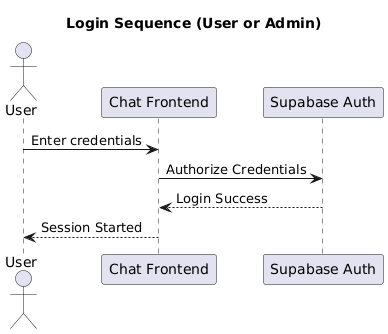 Login Sequence (User or Admin)
User
Chat Frontend
Supabase Auth
Enter credentials
Authorize Credentials
Login Success
Session Started
User
Chat Frontend
Supabase Auth